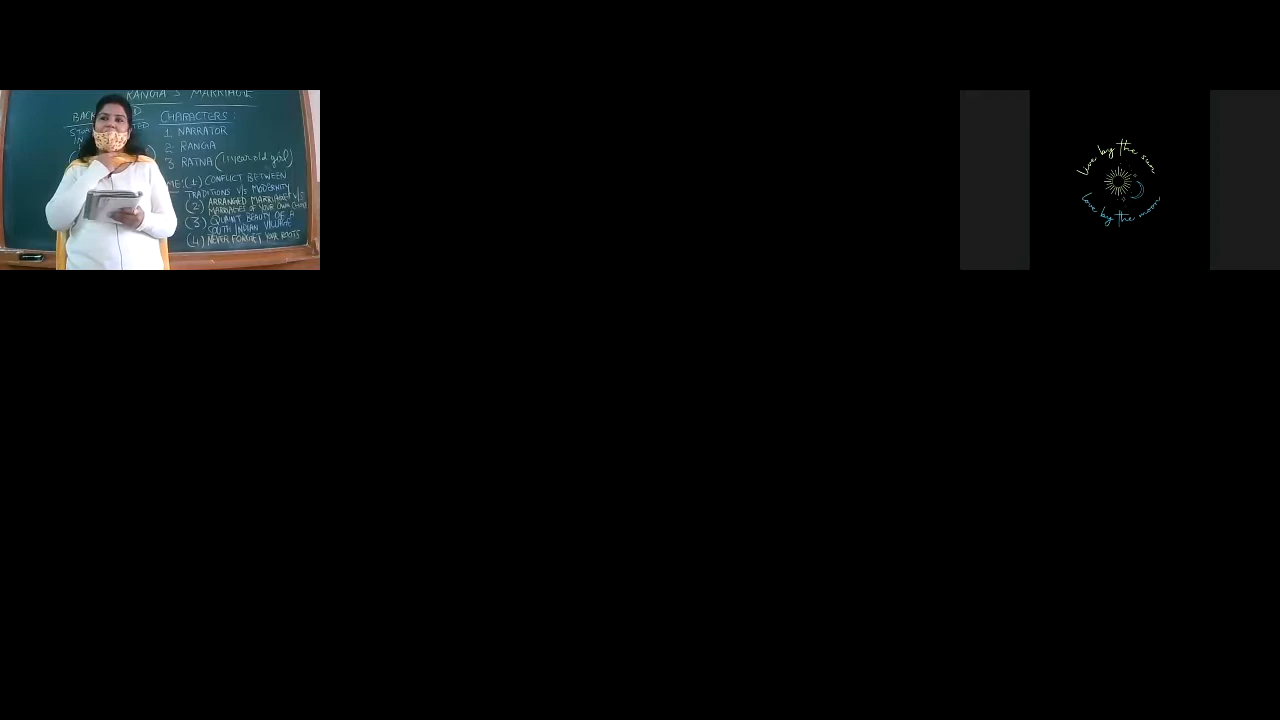 RANGA'S MARRIAGE
CHARACTERS:
1 NARRATOR
2 RANGA
3 RATNA (11 year old girl)
(1) CONFLICT BETWEEN
TRADITIONS V/S MODERNITY
(2) ARRANGED MARRIAGES V/S
MARRIAGES OF YOUR OWN
(3) QUAINT BEAUTY OF A
SOUTH INDIAN VILLAGE
(4) NEVER FORGET YOUR ROOTS
live by the sun
love by the moon